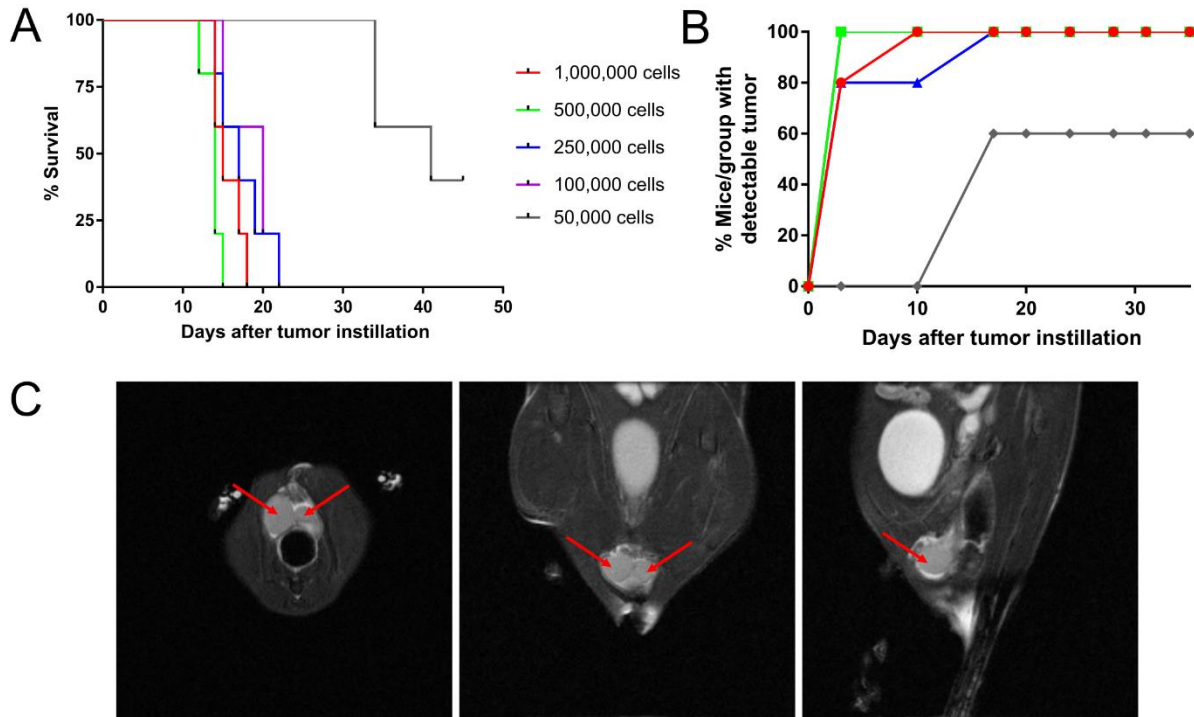 A
% Survival
100
75
50
25
0
0
10
20
30
40
50
Days after tumor instillation
1,000,000 cells
500,000 cells
250,000 cells
100,000 cells
50,000 cells
B
% Mice/group with
detectable tumor
100
80
60
40
20
0
0
10
20
30
Days after tumor instillation
C